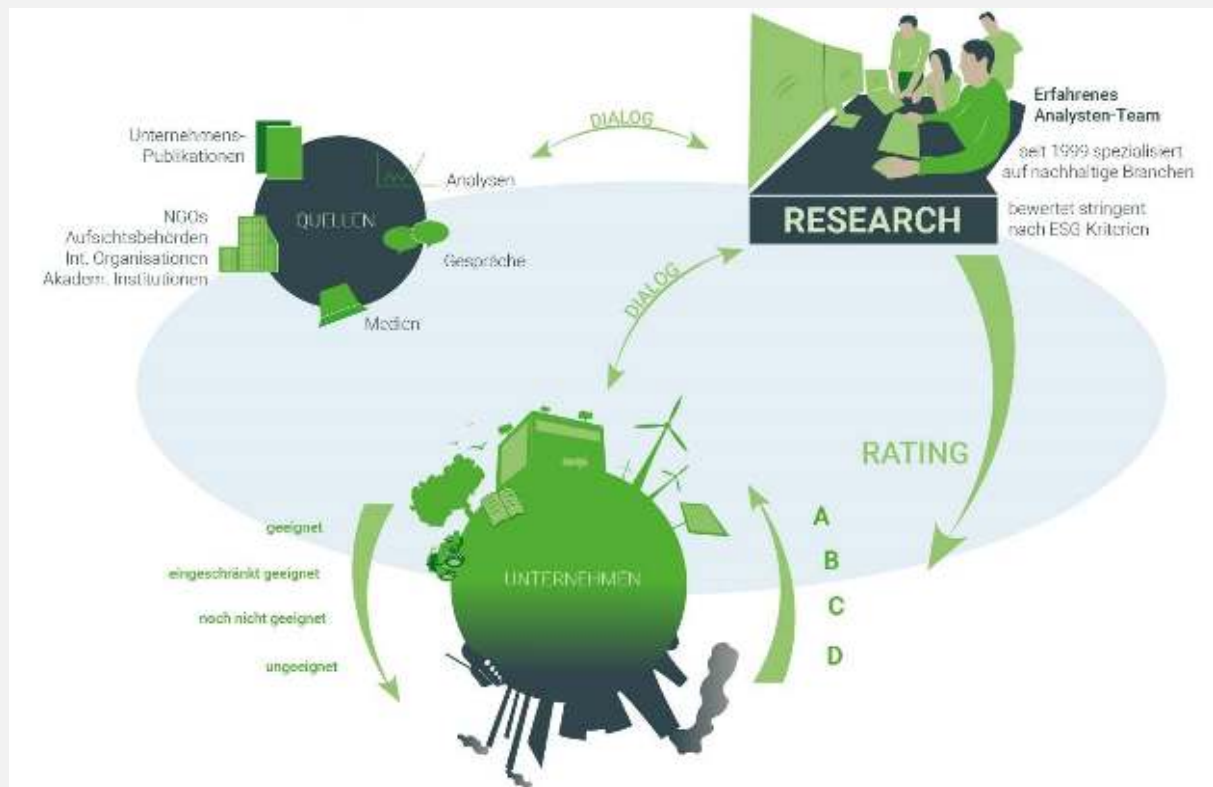 Unternehmens-
Publikationen
NGOs
Aufsichtsbehörden
Int. Organisationen
Akadem. Institutionen
QUELLEN
Analysen
Gespräche
Medien
DIALOG
DIALOG
RESEARCH
Erfahrenes
Analysten-Team
seit 1999 spezialisiert
auf nachhaltige Branchen
bewertet stringent
nach ESG Kriterien
RATING
A
B
C
D
geeignet
eingeschränkt geeignet
noch nicht geeignet
ungeeignet
UNTERNEHMEN